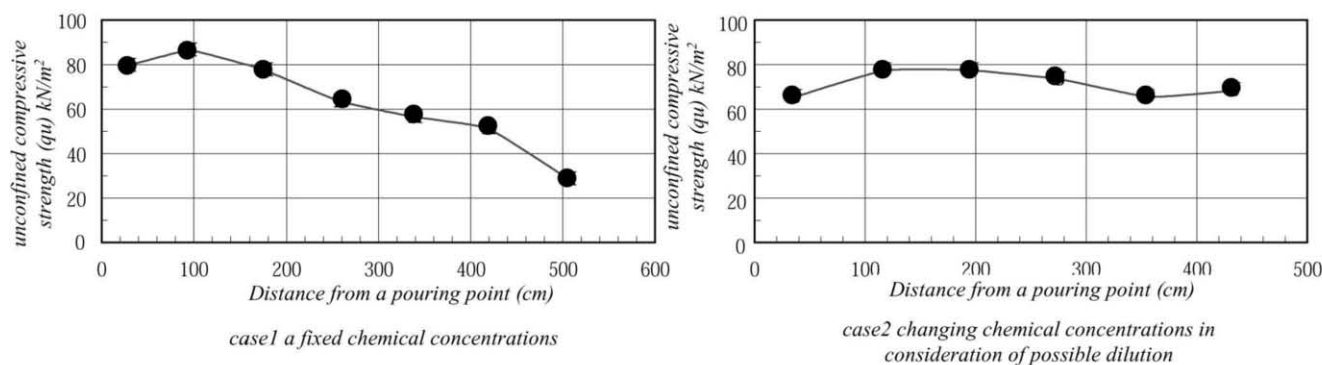 unconfined compressive
strength (qu) kN/m²
100
80
60
40
20
0
0 100 200 300 400 500 600
Distance from a pouring point (cm)
case1 a fixed chemical concentrations
unconfined compressive
strength (qu) kN/m²
100
80
60
40
20
0
0 100 200 300 400 500
Distance from a pouring point (cm)
case2 changing chemical concentrations in
consideration of possible dilution